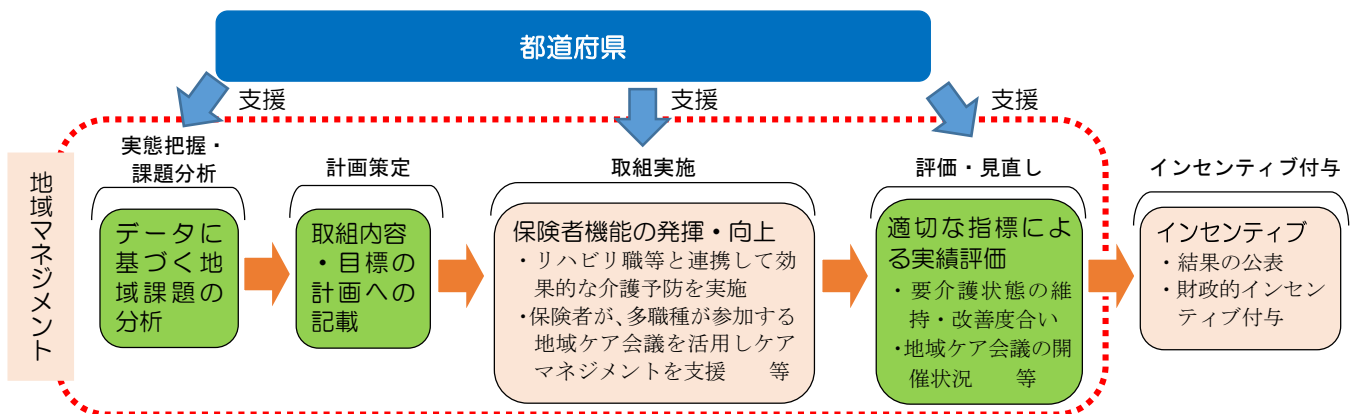 都道府県
支援
支援
支援
地域マネジメント
実態把握・
課題分析
データに
基づく地
域課題の
分析
計画策定
取組内容
・目標の
計画への
記載
取組実施
保険者機能の発揮・向上
・リハビリ職等と連携して効
果的な介護予防を実施
・保険者が、多職種が参加する
地域ケア会議を活用しケア
マネジメントを支援　　等
評価・見直し
適切な指標によ
る実績評価
・要介護状態の維
持・改善度合い
・地域ケア会議の開
催状況　　等
インセンティブ付与
インセンティブ
・結果の公表
・財政的インセン
ティブ付与